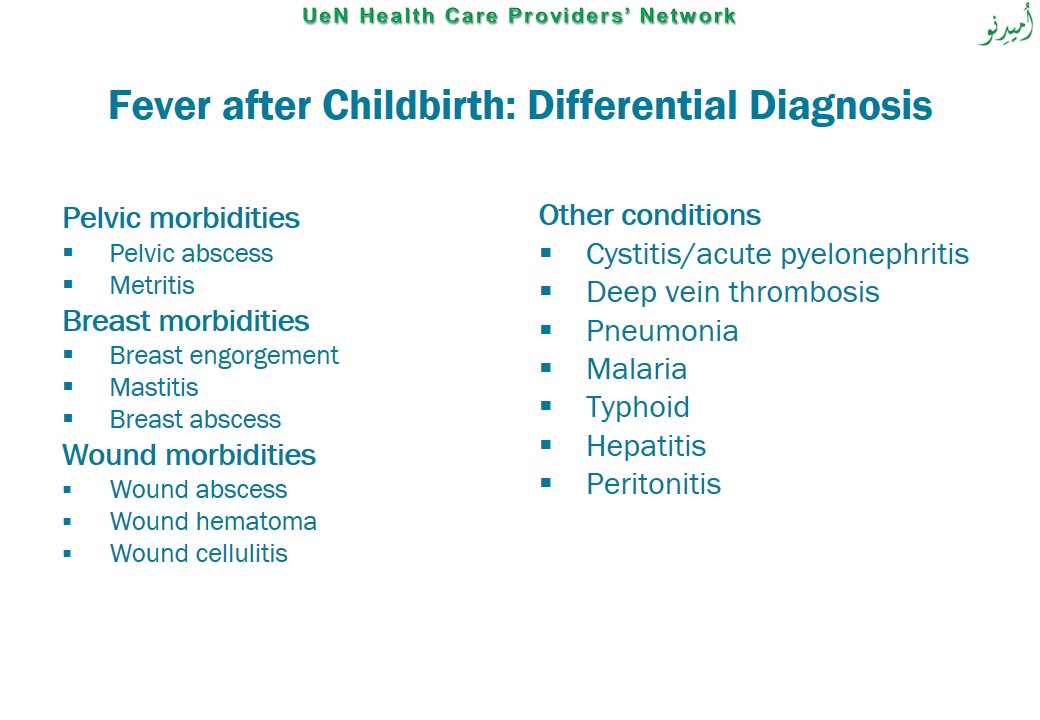 UeN Health Care Providers’ Network
اُمیدِنو
Fever after Childbirth: Differential Diagnosis
Pelvic morbidities
▪ Pelvic abscess
▪ Metritis
Breast morbidities
▪ Breast engorgement
▪ Mastitis
▪ Breast abscess
Wound morbidities
▪ Wound abscess
▪ Wound hematoma
▪ Wound cellulitis
Other conditions
▪ Cystitis/acute pyelonephritis
▪ Deep vein thrombosis
▪ Pneumonia
▪ Malaria
▪ Typhoid
▪ Hepatitis
▪ Peritonitis